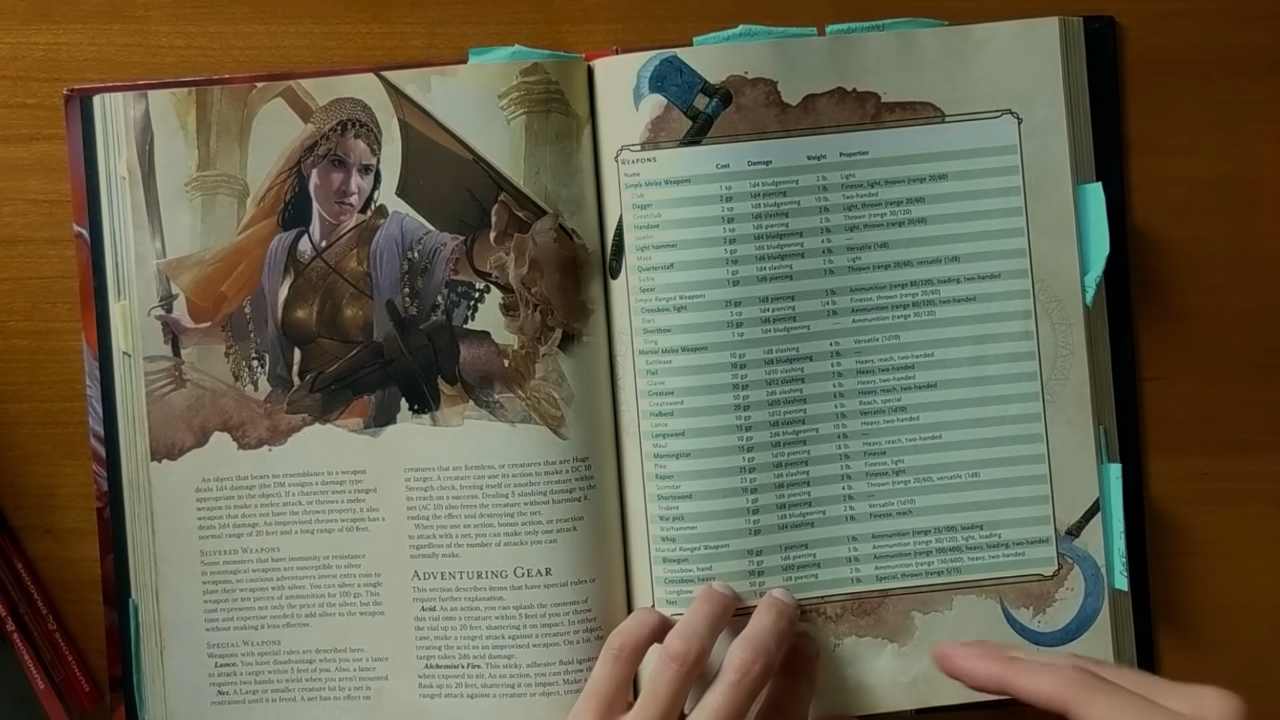 An object that bears no resemblance to a weapon
deals 1d4 damage (the DM assigns a damage type
appropriate to the object). If a character uses a ranged
weapon to make a melee attack, or throws a melee
weapon that does not have the thrown property, it also
deals 1d4 damage. An improvised thrown weapon has a
normal range of 20 feet and a long range of 60 feet.
SILVERED WEAPONS
Some monsters that have immunity or resistance
to nonmagical weapons are susceptible to silver
weapons, so cautious adventurers invest extra coin to
plate their weapons with silver. You can silver a single
weapon or ten pieces of ammunition for 100 gp. This
cost represents not only the price of the silver, but the
time and expertise needed to add silver to the weapon
without making it less effective.
SPECIAL WEAPONS
Weapons with special rules are described here.
Lance. You have disadvantage when you use a lance
to attack a target within 5 feet of you. Also, a lance
requires two hands to wield when you aren't mounted.
Net. A Large or smaller creature hit by a net is
restrained until it is freed. A net has no effect on
creatures that are formless, or creatures that are Huge
or larger. A creature can use its action to make a DC 10
Strength check, freeing itself or another creature within
its reach on a success. Dealing 5 slashing damage to the
net (AC 10) also frees the creature without harming it,
ending the effect and destroying the net.
When you use an action, bonus action, or reaction
to attack with a net, you can make only one attack
regardless of the number of attacks you can
normally make.
ADVENTURING GEAR
This section describes items that have special rules or
require further explanation.
Acid. As an action, you can splash the contents of
this vial onto a creature within 5 feet of you or throw
the vial up to 20 feet, shattering it on impact. In either
case, make a ranged attack against a creature or object,
treating the acid as an improvised weapon. On a hit, the
target takes 2d6 acid damage.
Alchemist's Fire. This sticky, adhesive fluid ignites
when exposed to air. As an action, you can throw this
flask up to 20 feet, shattering it on impact. Make a
ranged attack against a creature or object, treating
WEAPONS
Name Cost Damage Weight Properties
Simple Melee Weapons
Club 1 sp 1d4 bludgeoning 2 lb. Light
Dagger 2 gp 1d4 piercing 1 lb. Finesse, light, thrown (range 20/60)
Greatclub 2 sp 1d8 bludgeoning 10 lb. Two-handed
Handaxe 5 gp 1d6 slashing 2 lb. Light, thrown (range 20/60)
Javelin 5 sp 1d6 piercing 2 lb. Thrown (range 30/120)
Light hammer 2 gp 1d4 bludgeoning 2 lb. Light, thrown (range 20/60)
Mace 5 gp 1d6 bludgeoning 4 lb. —
Quarterstaff 2 sp 1d6 bludgeoning 4 lb. Versatile (1d8)
Sickle 1 gp 1d4 slashing 2 lb. Light
Spear 1 gp 1d6 piercing 3 lb. Thrown (range 20/60), versatile (1d8)
Simple Ranged Weapons
Crossbow, light 25 gp 1d8 piercing 5 lb. Ammunition (range 80/320), loading, two-handed
Dart 5 cp 1d4 piercing 1/4 lb. Finesse, thrown (range 20/60)
Shortbow 25 gp 1d6 piercing 2 lb. Ammunition (range 80/320), two-handed
Sling 1 sp 1d4 bludgeoning — Ammunition (range 30/120)
Martial Melee Weapons
Battleaxe 10 gp 1d8 slashing 4 lb. Versatile (1d10)
Flail 10 gp 1d8 bludgeoning 2 lb. —
Glaive 20 gp 1d10 slashing 6 lb. Heavy, reach, two-handed
Greataxe 30 gp 1d12 slashing 7 lb. Heavy, two-handed
Greatsword 50 gp 2d6 slashing 6 lb. Heavy, two-handed
Halberd 20 gp 1d10 slashing 6 lb. Heavy, reach, two-handed
Lance 10 gp 1d12 piercing 6 lb. Reach, special
Longsword 15 gp 1d8 slashing 3 lb. Versatile (1d10)
Maul 10 gp 2d6 bludgeoning 10 lb. Heavy, two-handed
Morningstar 15 gp 1d8 piercing 4 lb. —
Pike 5 gp 1d10 piercing 18 lb. Heavy, reach, two-handed
Rapier 25 gp 1d8 piercing 2 lb. Finesse
Scimitar 25 gp 1d6 slashing 3 lb. Finesse, light
Shortsword 10 gp 1d6 piercing 2 lb. Finesse, light
Trident 5 gp 1d6 piercing 4 lb. Thrown (range 20/60), versatile (1d8)
War pick 5 gp 1d8 piercing 2 lb. —
Warhammer 15 gp 1d8 bludgeoning 2 lb. Versatile (1d10)
Whip 2 gp 1d4 slashing 3 lb. Finesse, reach
Martial Ranged Weapons
Blowgun 10 gp 1 piercing 1 lb. Ammunition (range 25/100), loading
Crossbow, hand 75 gp 1d6 piercing 3 lb. Ammunition (range 30/120), light, loading
Crossbow, heavy 50 gp 1d10 piercing 18 lb. Ammunition (range 100/400), heavy, loading, two-handed
Longbow 50 gp 1d8 piercing 2 lb. Ammunition (range 150/600), heavy, two-handed
Net 1 gp 3 lb. Special, thrown (range 5/15)